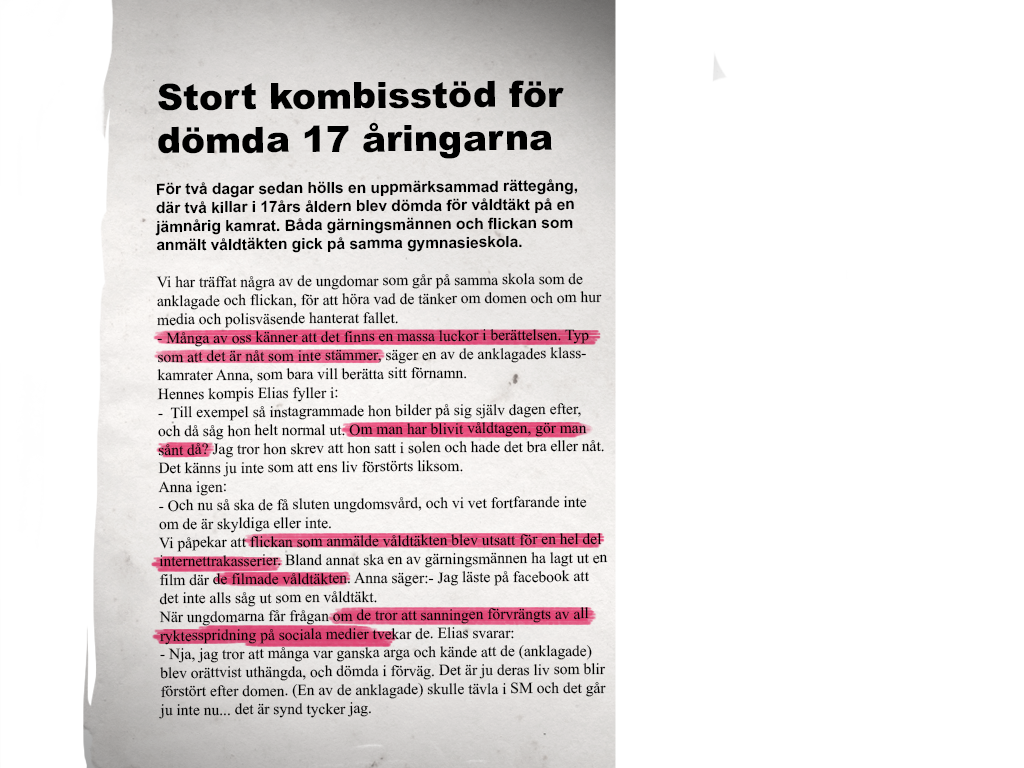 Stort kombisstöd för
dömda 17 åringarna
För två dagar sedan hölls en uppmärksammad rättegång,
där två killar i 17års åldern blev dömda för våldtäkt på en
jämnårig kamrat. Båda gärningsmännen och flickan som
anmält våldtäkten gick på samma gymnasieskola.
Vi har träffat några av de ungdomar som går på samma skola som de
anklagade och flickan, för att höra vad de tänker om domen och om hur
media och polisväsende hanterat fallet.
- Många av oss känner att det finns en massa luckor i berättelsen. Typ
som att det är nåt som inte stämmer, säger en av de anklagades klass-
kamrater Anna, som bara vill berätta sitt förnamn.
Hennes kompis Elias fyller i:
- Till exempel så instagrammade hon bilder på sig själv dagen efter,
och då såg hon helt normal ut. Om man har blivit våldtagen, gör man
sånt då? Jag tror hon skrev att hon satt i solen och hade det bra eller nåt.
Det känns ju inte som att ens liv förstörts liksom.
Anna igen:
- Och nu så ska de få sluten ungdomsvård, och vi vet fortfarande inte
om de är skyldiga eller inte.
Vi påpekar att flickan som anmälde våldtäkten blev utsatt för en hel del
internettrakasserier. Bland annat ska en av gärningsmännen ha lagt ut en
film där de filmade våldtäkten. Anna säger:- Jag läste på facebook att
det inte alls såg ut som en våldtäkt.
När ungdomarna får frågan om de tror att sanningen förvrängts av all
ryktesspridning på sociala medier tvekar de. Elias svarar:
- Nja, jag tror att många var ganska arga och kände att de (anklagade)
blev orättvist uthängda, och dömda i förväg. Det är ju deras liv som blir
förstört efter domen. (En av de anklagade) skulle tävla i SM och det går
ju inte nu... det är synd tycker jag.